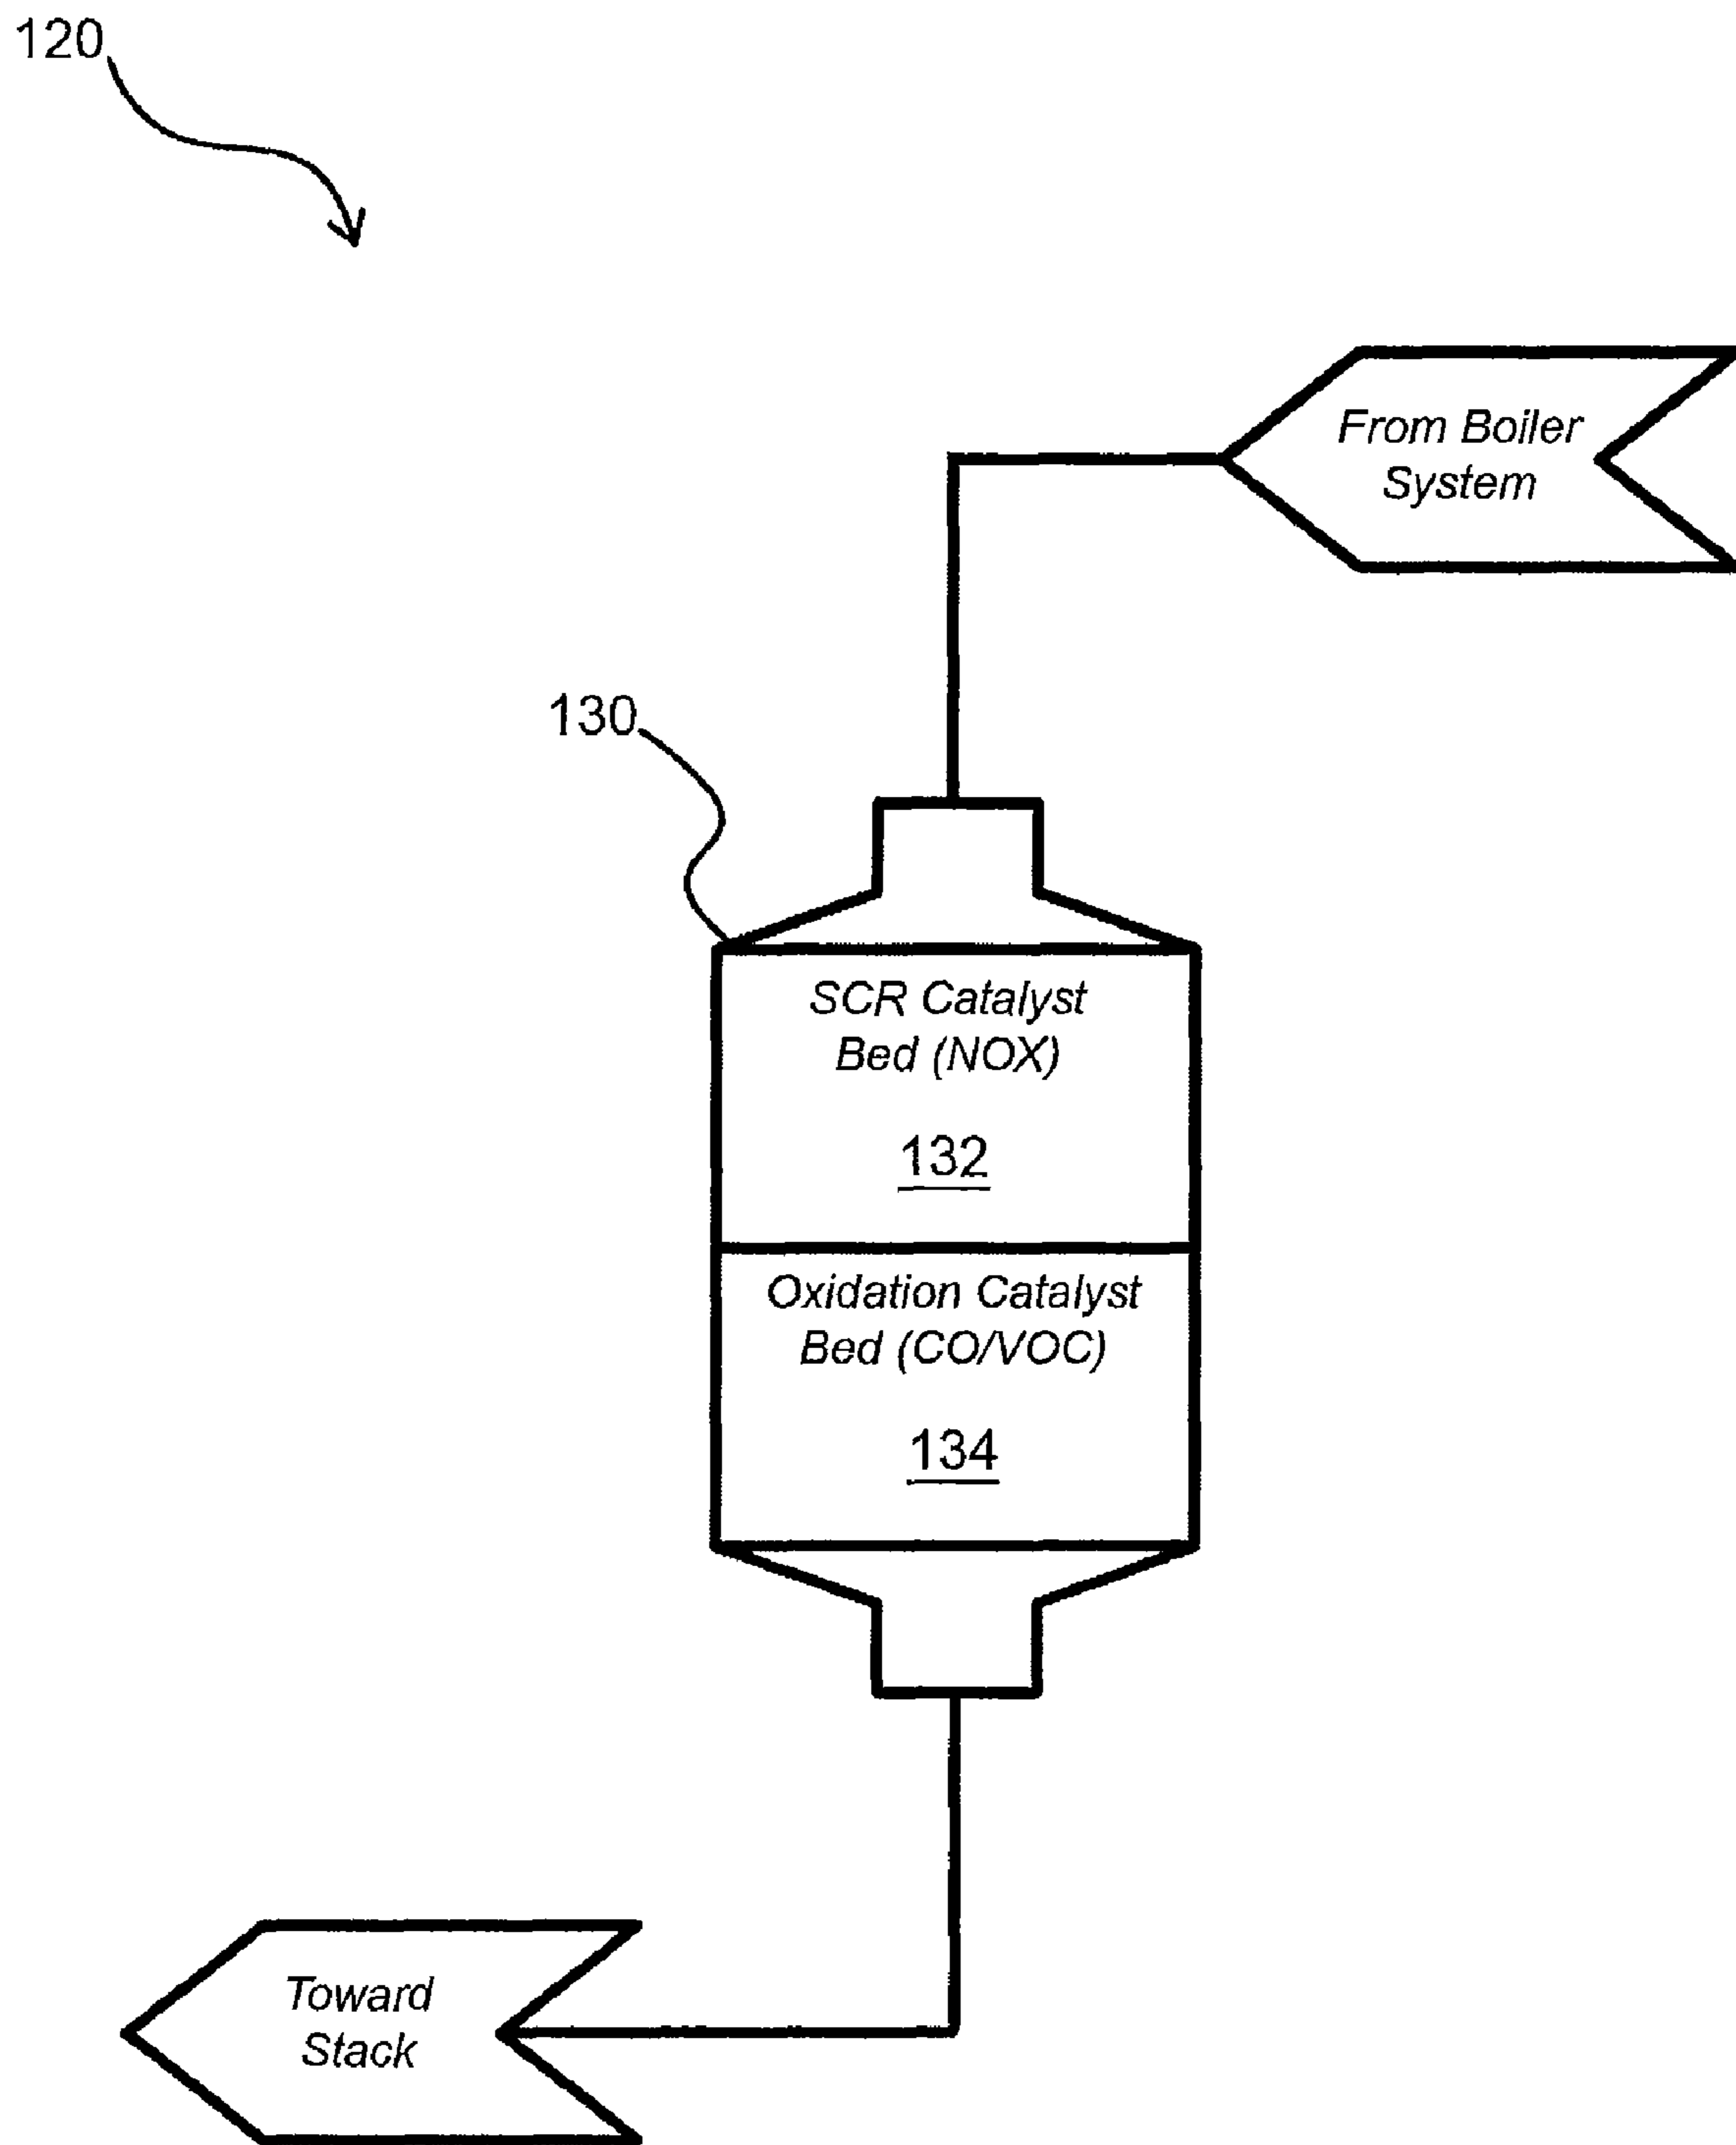 120
From Boiler
System
130
SCR Catalyst
Bed (NOX)
132
Oxidation Catalyst
Bed (CO/VOC)
134
Toward
Stack